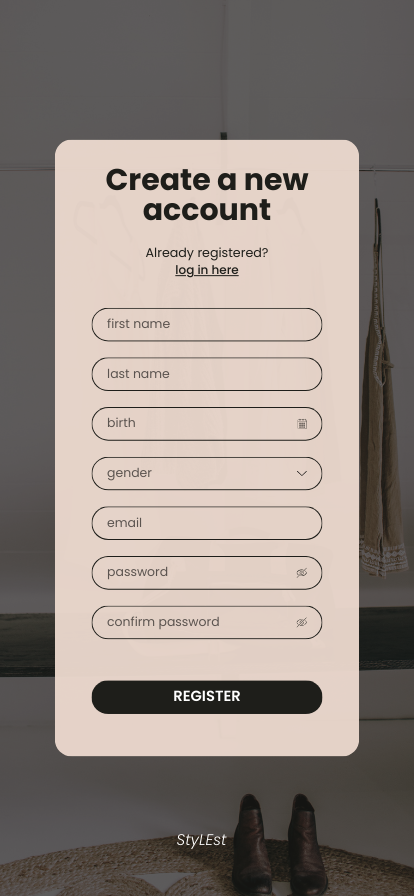 Create a new
account
Already registered?
log in here
first name
last name
birth
gender
email
password
confirm password
REGISTER
StyLEst